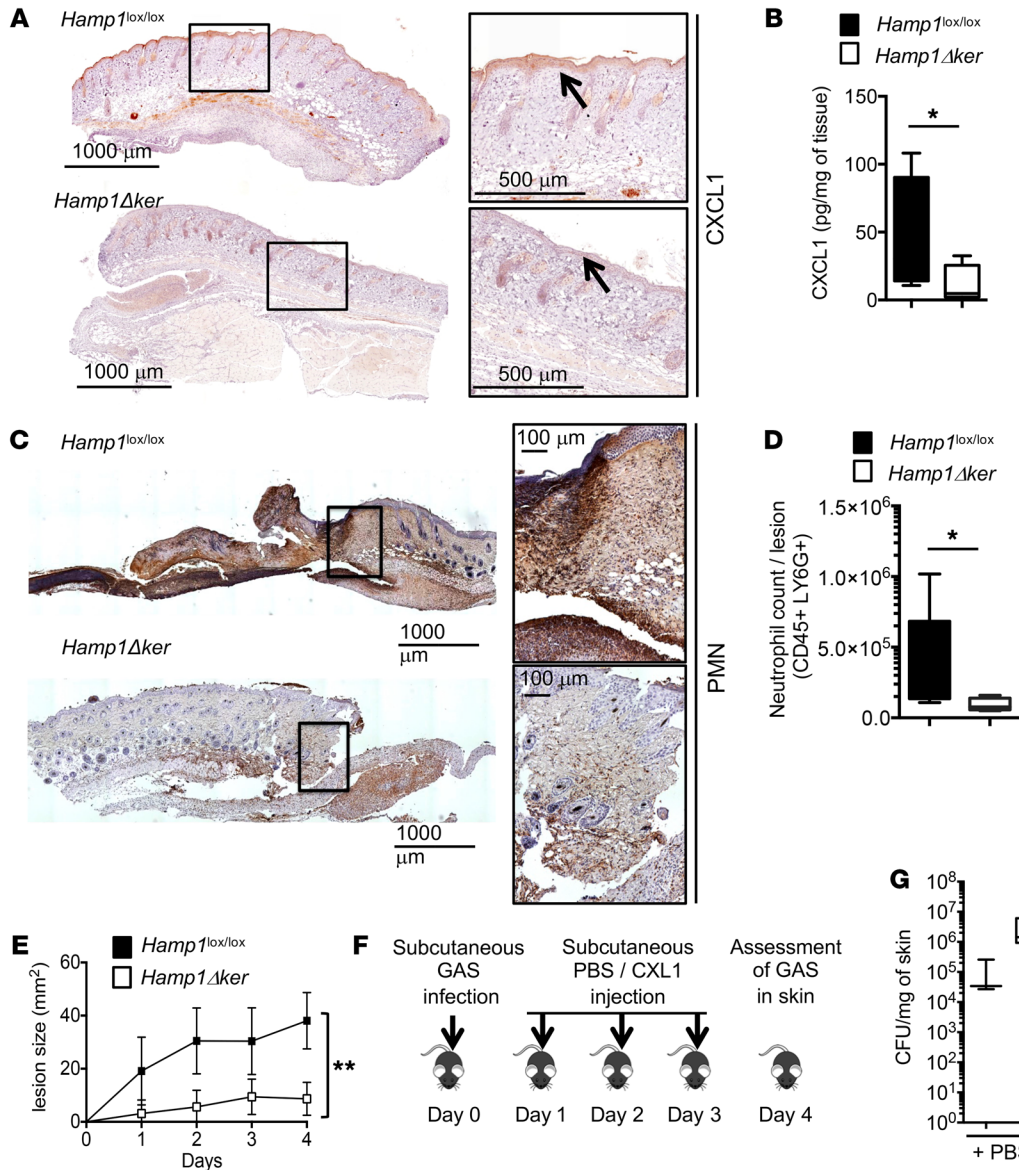 A
Hamp1lox/lox
1000 μm
500 μm
Hamp1Δker
1000 μm
500 μm
CXCL1
B
Hamp1lox/lox
Hamp1Δker
150
100
50
0
CXCL1 (pg/mg of tissue)
*
C
Hamp1lox/lox
100 μm
1000
μm
Hamp1Δker
100 μm
1000
μm
PMN
D
Hamp1lox/lox
Hamp1Δker
1.5×10⁶
1.0×10⁶
5.0×10⁵
0.0
Neutrophil count / lesion
(CD45+ LY6G+)
*
E
Hamp1lox/lox
Hamp1Δker
60
40
20
0
lesion size (mm²)
**
0 1 2 3 4
Days
F
Subcutaneous
GAS
infection
Subcutaneous
PBS / CXL1
injection
Assessment
of GAS
in skin
Day 0 Day 1 Day 2 Day 3 Day 4
G
10⁸
10⁷
10⁶
10⁵
10⁴
10³
10²
10¹
10⁰
CFU/mg of skin
+ PBS